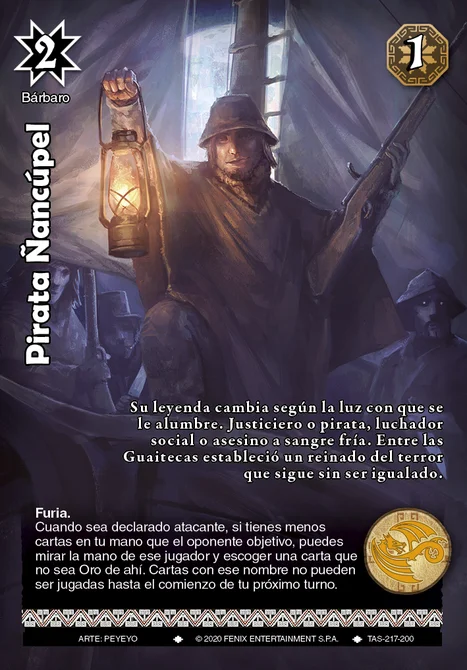 2
1
Bárbaro
Pirata Ñancúpel
Su leyenda cambia según la luz con que se
le alumbre. Justiciero o pirata, luchador
social o asesino a sangre fría. Entre las
Guaitecas estableció un reinado del terror
que sigue sin ser igualado.
Furia.
Cuando sea declarado atacante, si tienes menos
cartas en tu mano que el oponente objetivo, puedes
mirar la mano de ese jugador y escoger una carta que
no sea Oro de ahí. Cartas con ese nombre no pueden
ser jugadas hasta el comienzo de tu próximo turno.
ARTE: PEYEYO © 2020 FENIX ENTERTAINMENT S.P.A. TAS-217-200